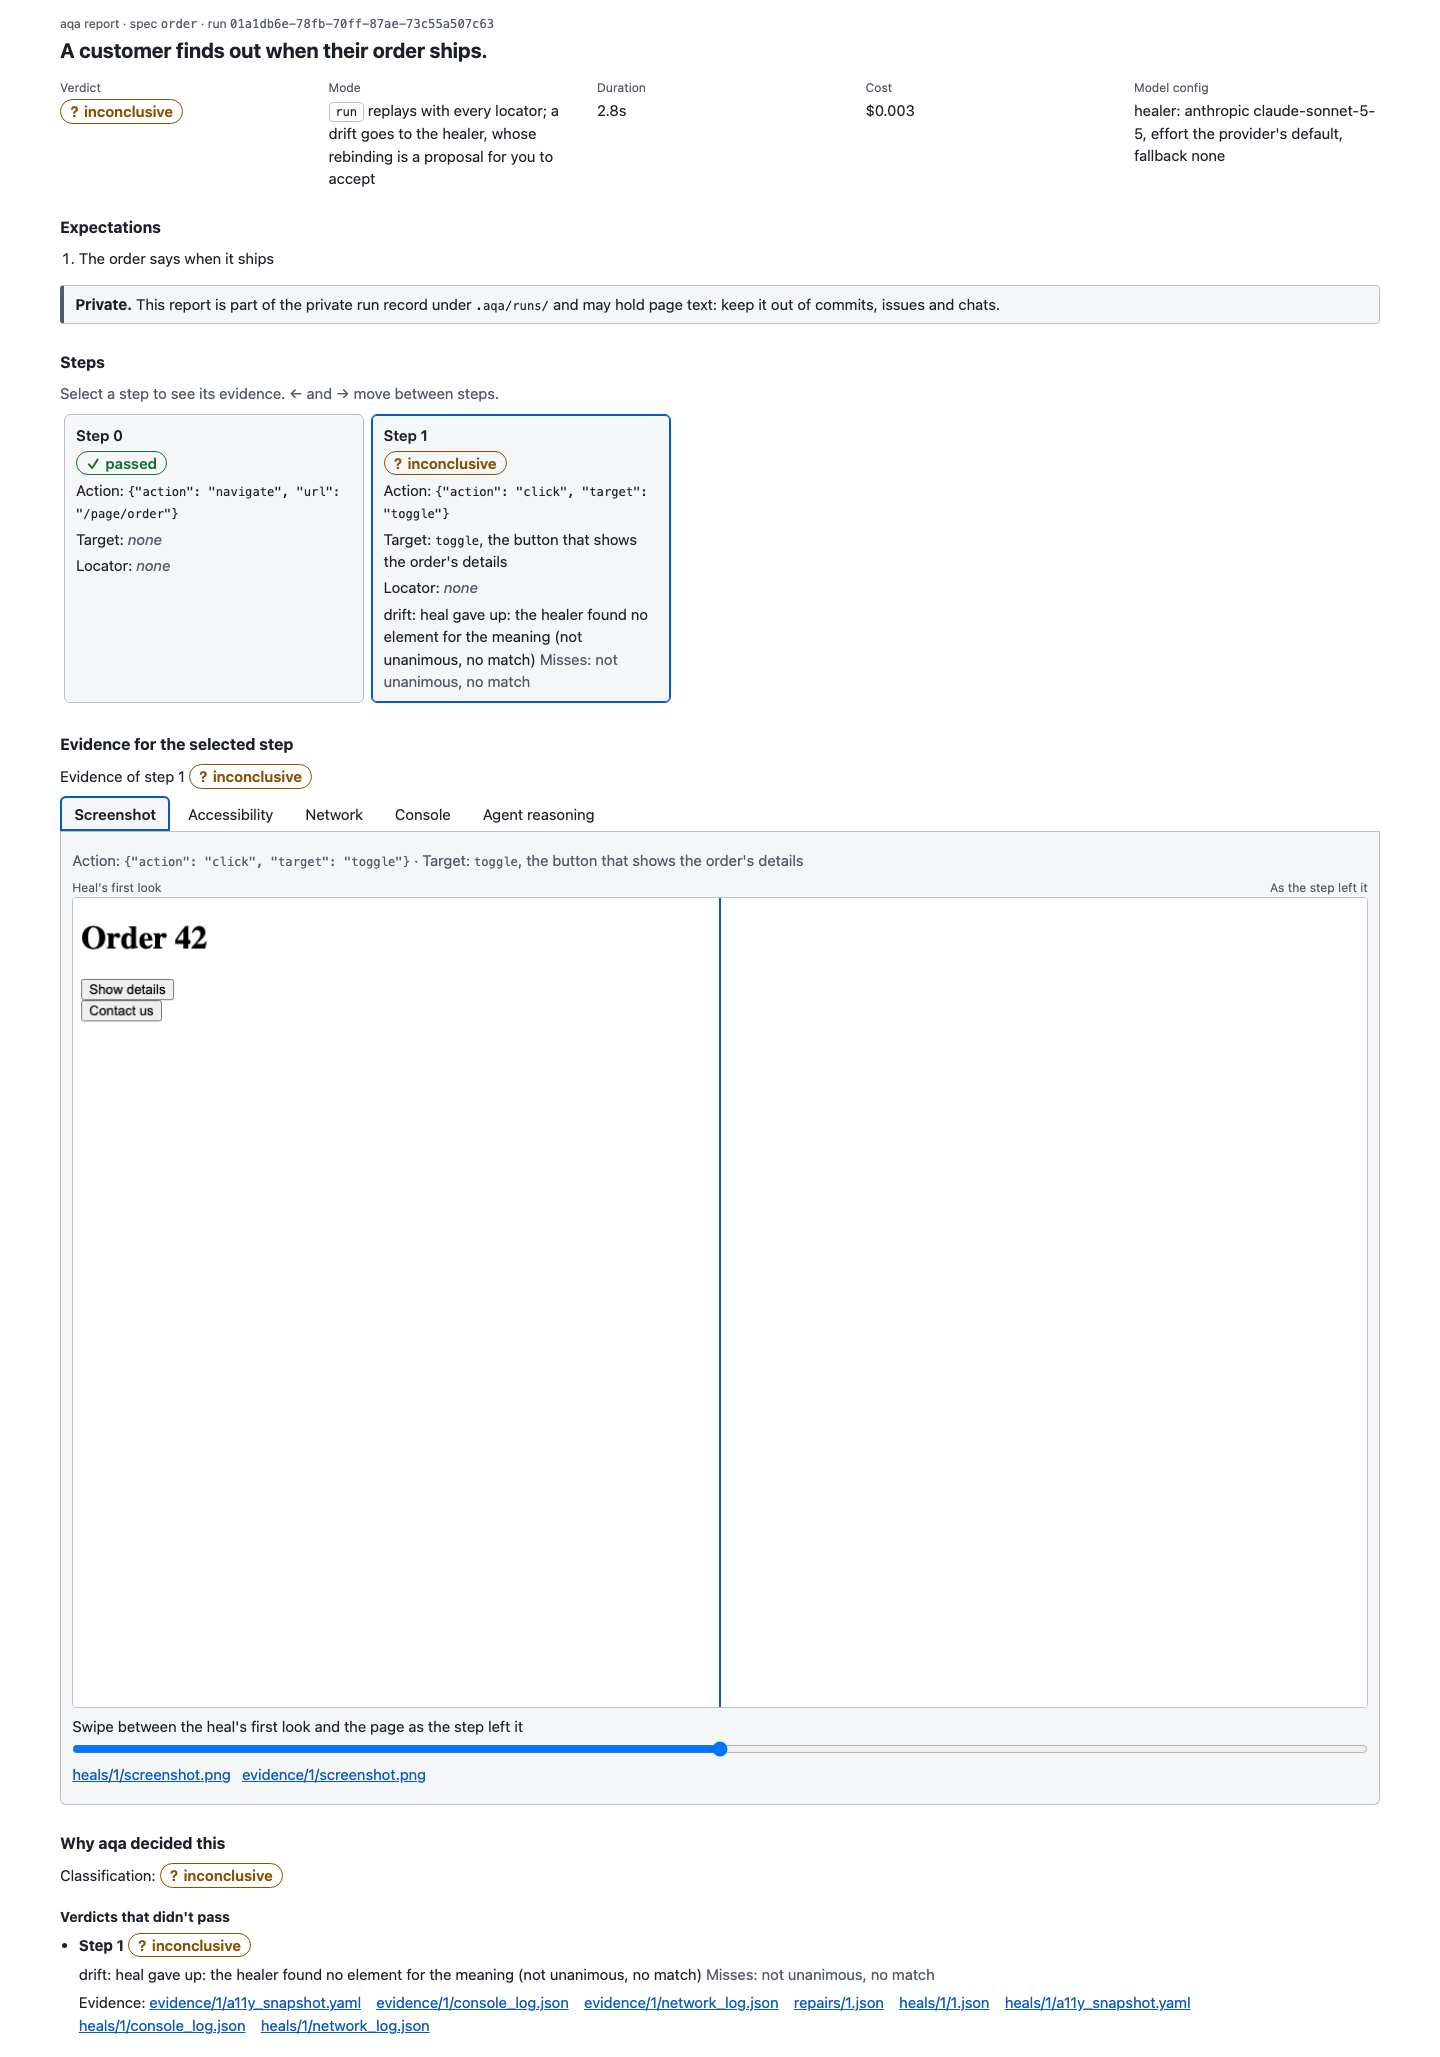 aqa report · spec order · run 01a1db6e-78fb-70ff-87ae-73c55a507c63
A customer finds out when their order ships.
Verdict
? inconclusive
Mode
run replays with every locator; a
drift goes to the healer, whose
rebinding is a proposal for you to
accept
Duration
2.8s
Cost
$0.003
Model config
healer: anthropic claude-sonnet-5-
5, effort the provider's default,
fallback none
Expectations
1. The order says when it ships
Private. This report is part of the private run record under .aqa/runs/ and may hold page text: keep it out of commits, issues and chats.
Steps
Select a step to see its evidence. ← and → move between steps.
Step 0
✓ passed
Action: {"action": "navigate", "url":
"/page/order"}
Target: none
Locator: none
Step 1
? inconclusive
Action: {"action": "click", "target":
"toggle"}
Target: toggle, the button that shows
the order's details
Locator: none
drift: heal gave up: the healer found no
element for the meaning (not
unanimous, no match) Misses: not
unanimous, no match
Evidence for the selected step
Evidence of step 1 ? inconclusive
Screenshot Accessibility Network Console Agent reasoning
Action: {"action": "click", "target": "toggle"} · Target: toggle, the button that shows the order's details
Heal's first look As the step left it
Order 42
Show details
Contact us
Swipe between the heal's first look and the page as the step left it
heals/1/screenshot.png evidence/1/screenshot.png
Why aqa decided this
Classification: ? inconclusive
Verdicts that didn't pass
• Step 1 ? inconclusive
drift: heal gave up: the healer found no element for the meaning (not unanimous, no match) Misses: not unanimous, no match
Evidence: evidence/1/a11y_snapshot.yaml evidence/1/console_log.json evidence/1/network_log.json repairs/1.json heals/1/1.json heals/1/a11y_snapshot.yaml
heals/1/console_log.json heals/1/network_log.json